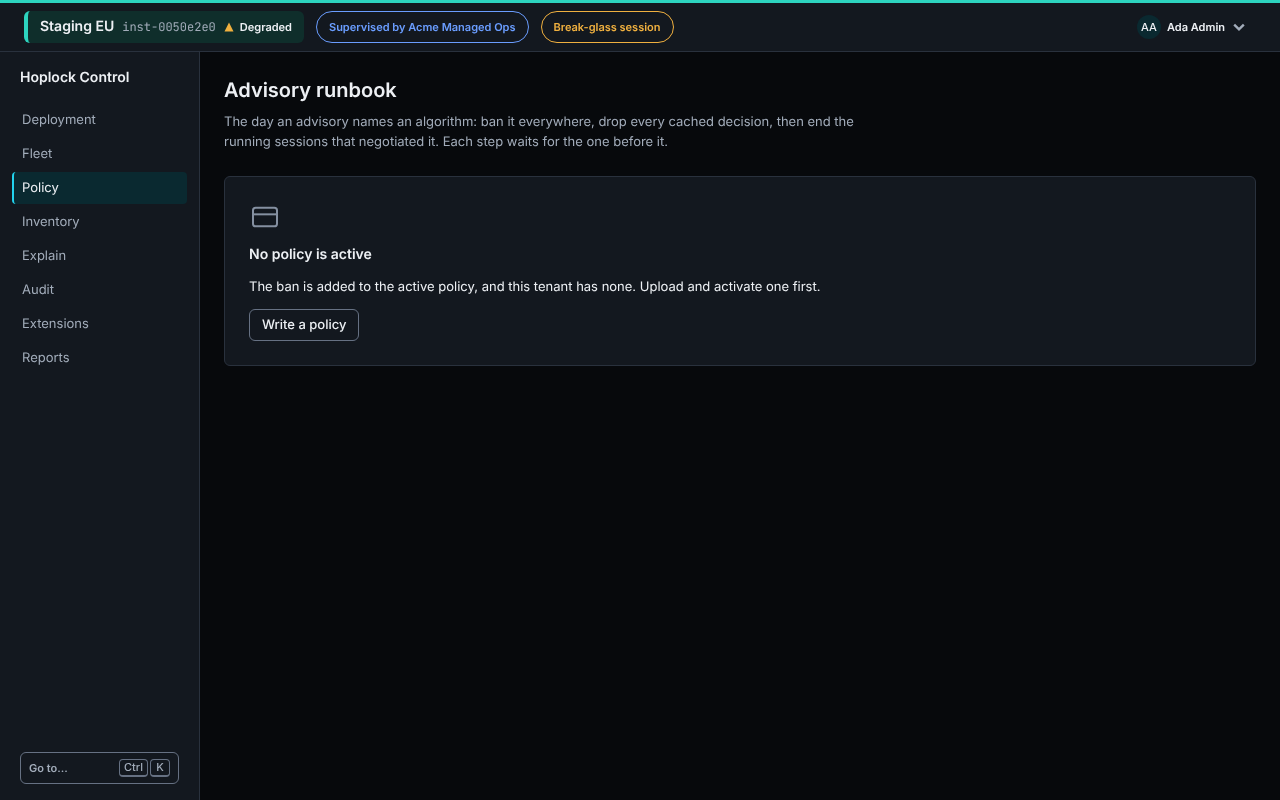 Staging EU inst-0050e2e0 Degraded Supervised by Acme Managed Ops Break-glass session AA Ada Admin
Hoplock Control
Deployment
Fleet
Policy
Inventory
Explain
Audit
Extensions
Reports
Go to... Ctrl K
Advisory runbook
The day an advisory names an algorithm: ban it everywhere, drop every cached decision, then end the
running sessions that negotiated it. Each step waits for the one before it.
No policy is active
The ban is added to the active policy, and this tenant has none. Upload and activate one first.
Write a policy